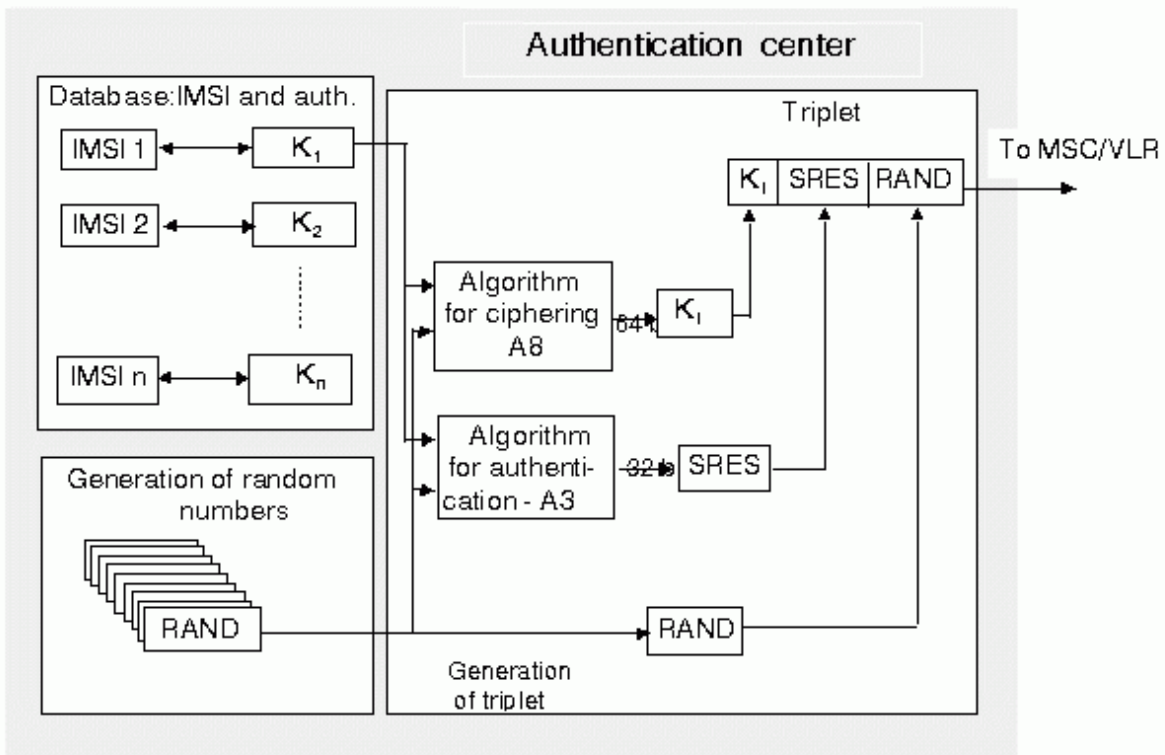 Authentication center
Database:IMSI and auth.
IMSI 1
K1
IMSI 2
K2
IMSI n
Kn
Generation of random
numbers
RAND
Triplet
KI SRES RAND
To MSC/VLR
Algorithm
for ciphering
A8
64
KI
Algorithm
for authenti-
cation - A3
32 b
SRES
RAND
Generation
of triplet